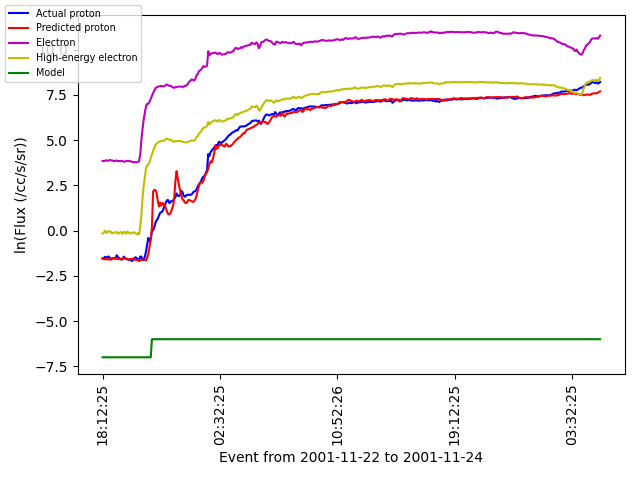 Actual proton
Predicted proton
Electron
High-energy electron
Model
10.0
7.5
5.0
2.5
0.0
−2.5
−5.0
−7.5
ln(Flux (/cc/s/sr))
18:12:25
02:32:25
10:52:26
19:12:25
03:32:25
Event from 2001-11-22 to 2001-11-24